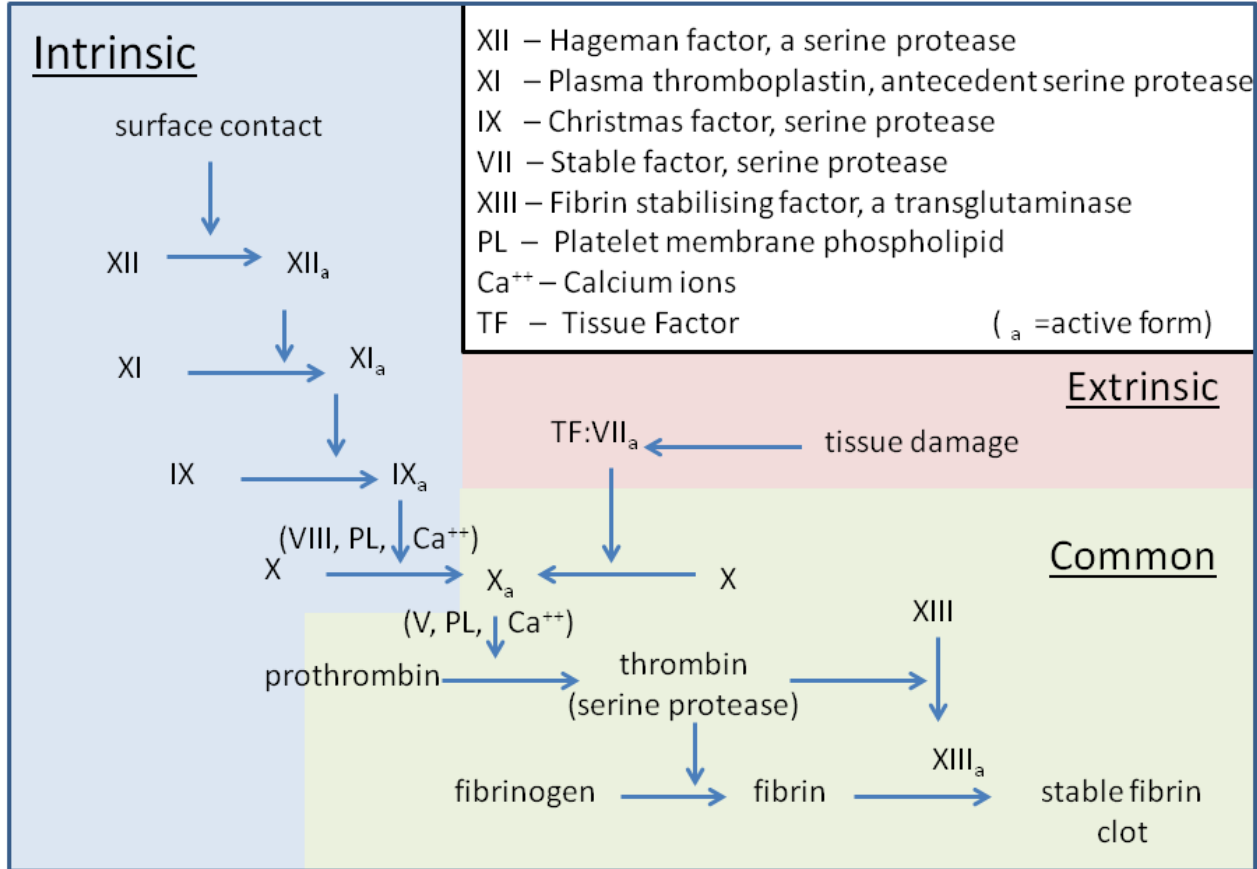 Intrinsic
surface contact
XII
XIIₐ
XI
XIₐ
IX
IXₐ
(VIII, PL, Ca⁺⁺)
X
Xₐ
XII – Hageman factor, a serine protease
XI – Plasma thromboplastin, antecedent serine protease
IX – Christmas factor, serine protease
VII – Stable factor, serine protease
XIII – Fibrin stabilising factor, a transglutaminase
PL – Platelet membrane phospholipid
Ca⁺⁺ – Calcium ions
TF – Tissue Factor ( ₐ =active form)
Extrinsic
TF:VIIₐ
tissue damage
Common
X
(V, PL, Ca⁺⁺)
XIII
prothrombin
thrombin
(serine protease)
XIIIₐ
fibrinogen
fibrin
stable fibrin
clot